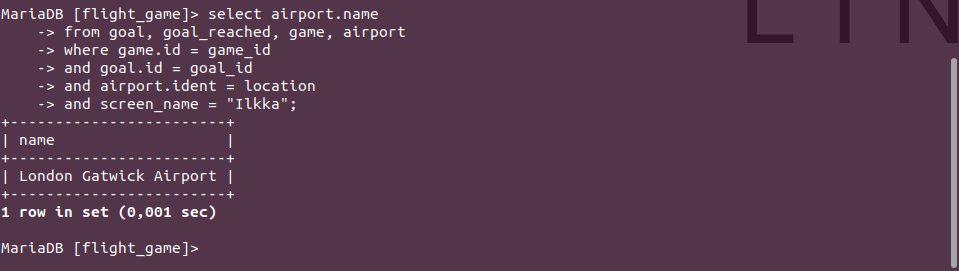 MariaDB [flight_game]> select airport.name
    -> from goal, goal_reached, game, airport
    -> where game.id = game_id
    -> and goal.id = goal_id
    -> and airport.ident = location
    -> and screen_name = "Ilkka";
+------------------------+
| name                   |
+------------------------+
| London Gatwick Airport |
+------------------------+
1 row in set (0,001 sec)

MariaDB [flight_game]>